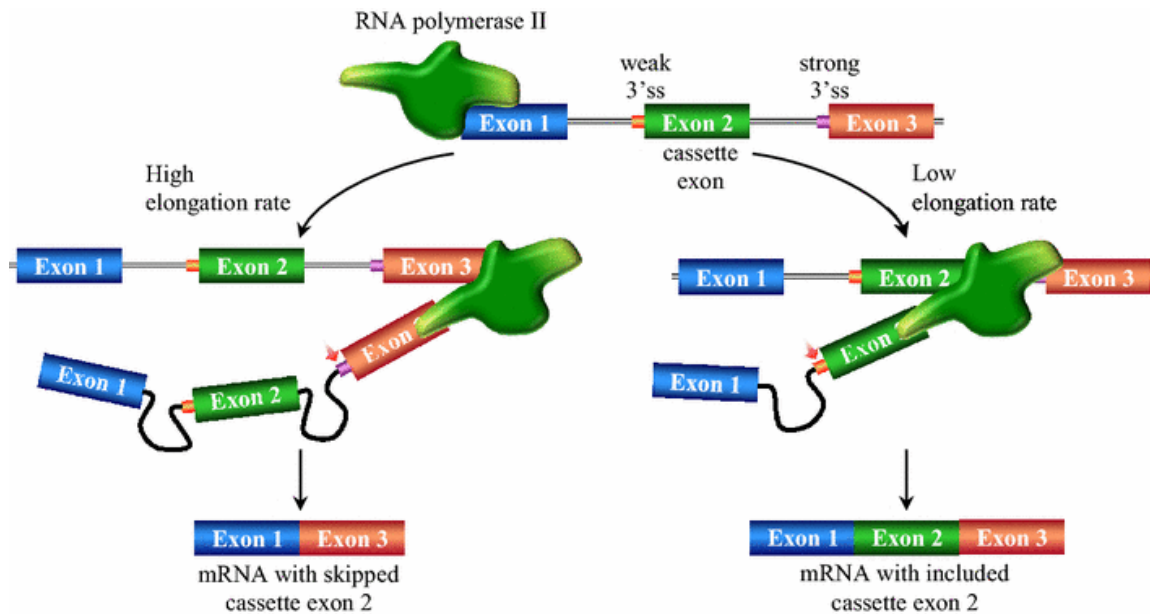 RNA polymerase II
weak
3'ss
strong
3'ss
Exon 1
Exon 2
Exon 3
cassette
exon
High
elongation rate
Low
elongation rate
Exon 1
Exon 2
Exon 3
Exon 1
Exon 2
Exon 3
Exon 1
Exon 2
Exon
Exon 1
Exon
Exon 1 Exon 3
mRNA with skipped
cassette exon 2
Exon 1 Exon 2 Exon 3
mRNA with included
cassette exon 2